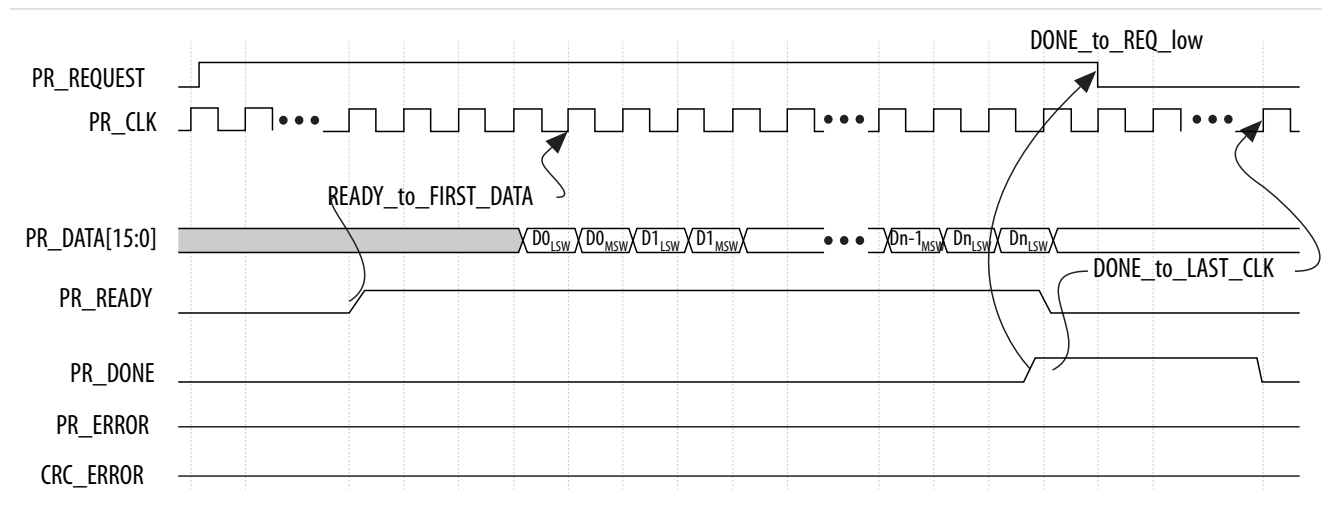 DONE_to_REQ_low
PR_REQUEST
PR_CLK
READY_to_FIRST_DATA
PR_DATA[15:0]
D0LSW D0MSW D1LSW D1MSW Dn-1MSW DnLSW DnLSW
DONE_to_LAST_CLK
PR_READY
PR_DONE
PR_ERROR
CRC_ERROR